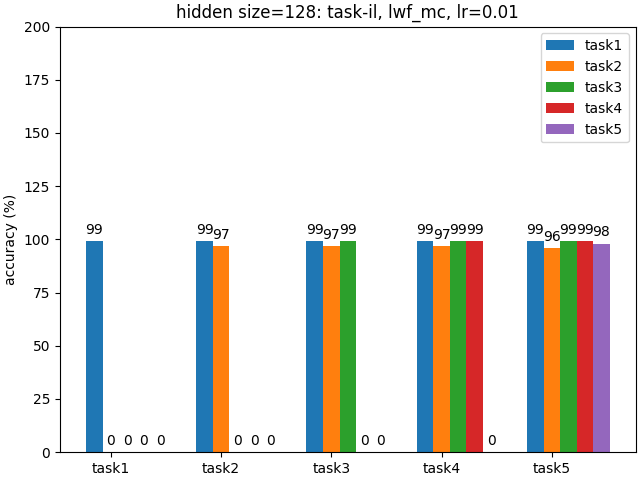 hidden size=128: task-il, lwf_mc, lr=0.01
accuracy (%)
200
175
150
125
100
75
50
25
0
task1
task2
task3
task4
task5
99 0 0 0 0
99 97 0 0 0
99 97 99 0 0
99 97 99 99 0
99 96 99 99 98
task1 task2 task3 task4 task5